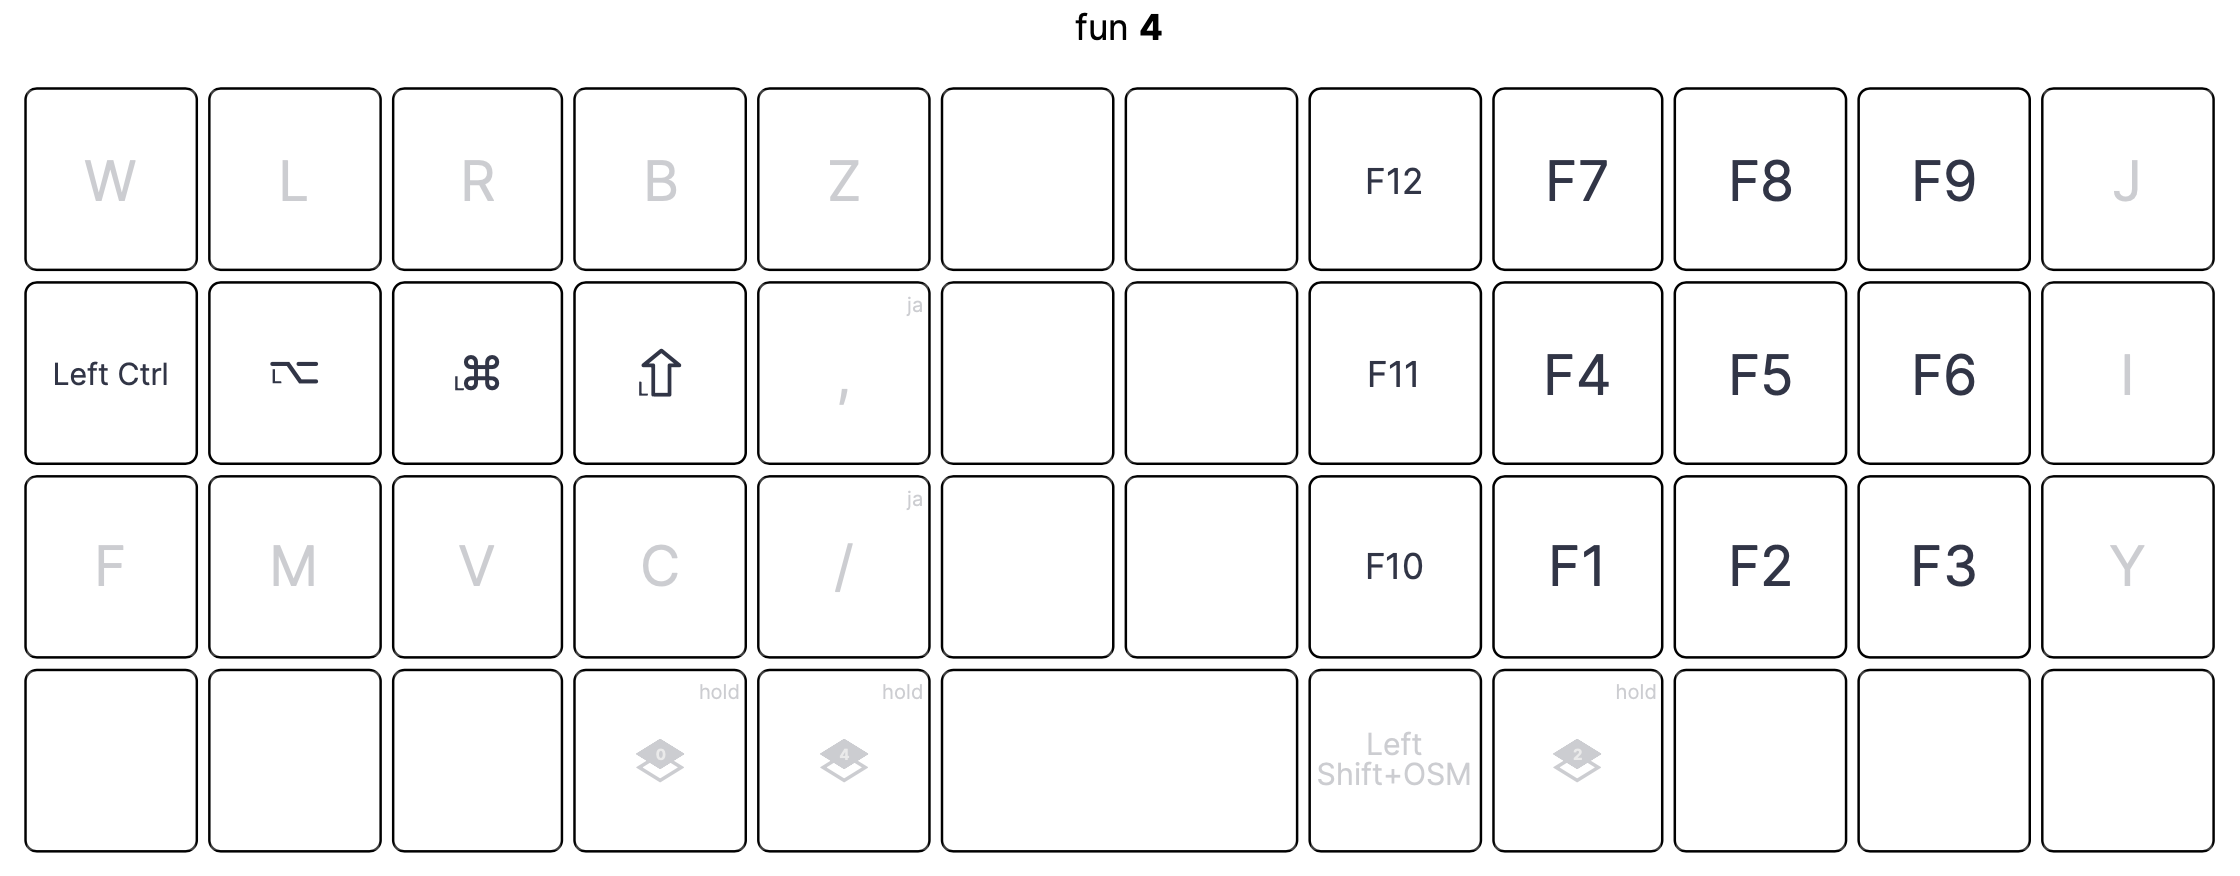 fun 4
W L R B Z F12 F7 F8 F9 J
ja
Left Ctrl L⌥ L⌘ L⇧ , F11 F4 F5 F6 I
ja
F M V C / F10 F1 F2 F3 Y
hold hold hold
0 4 Left
Shift+OSM 2